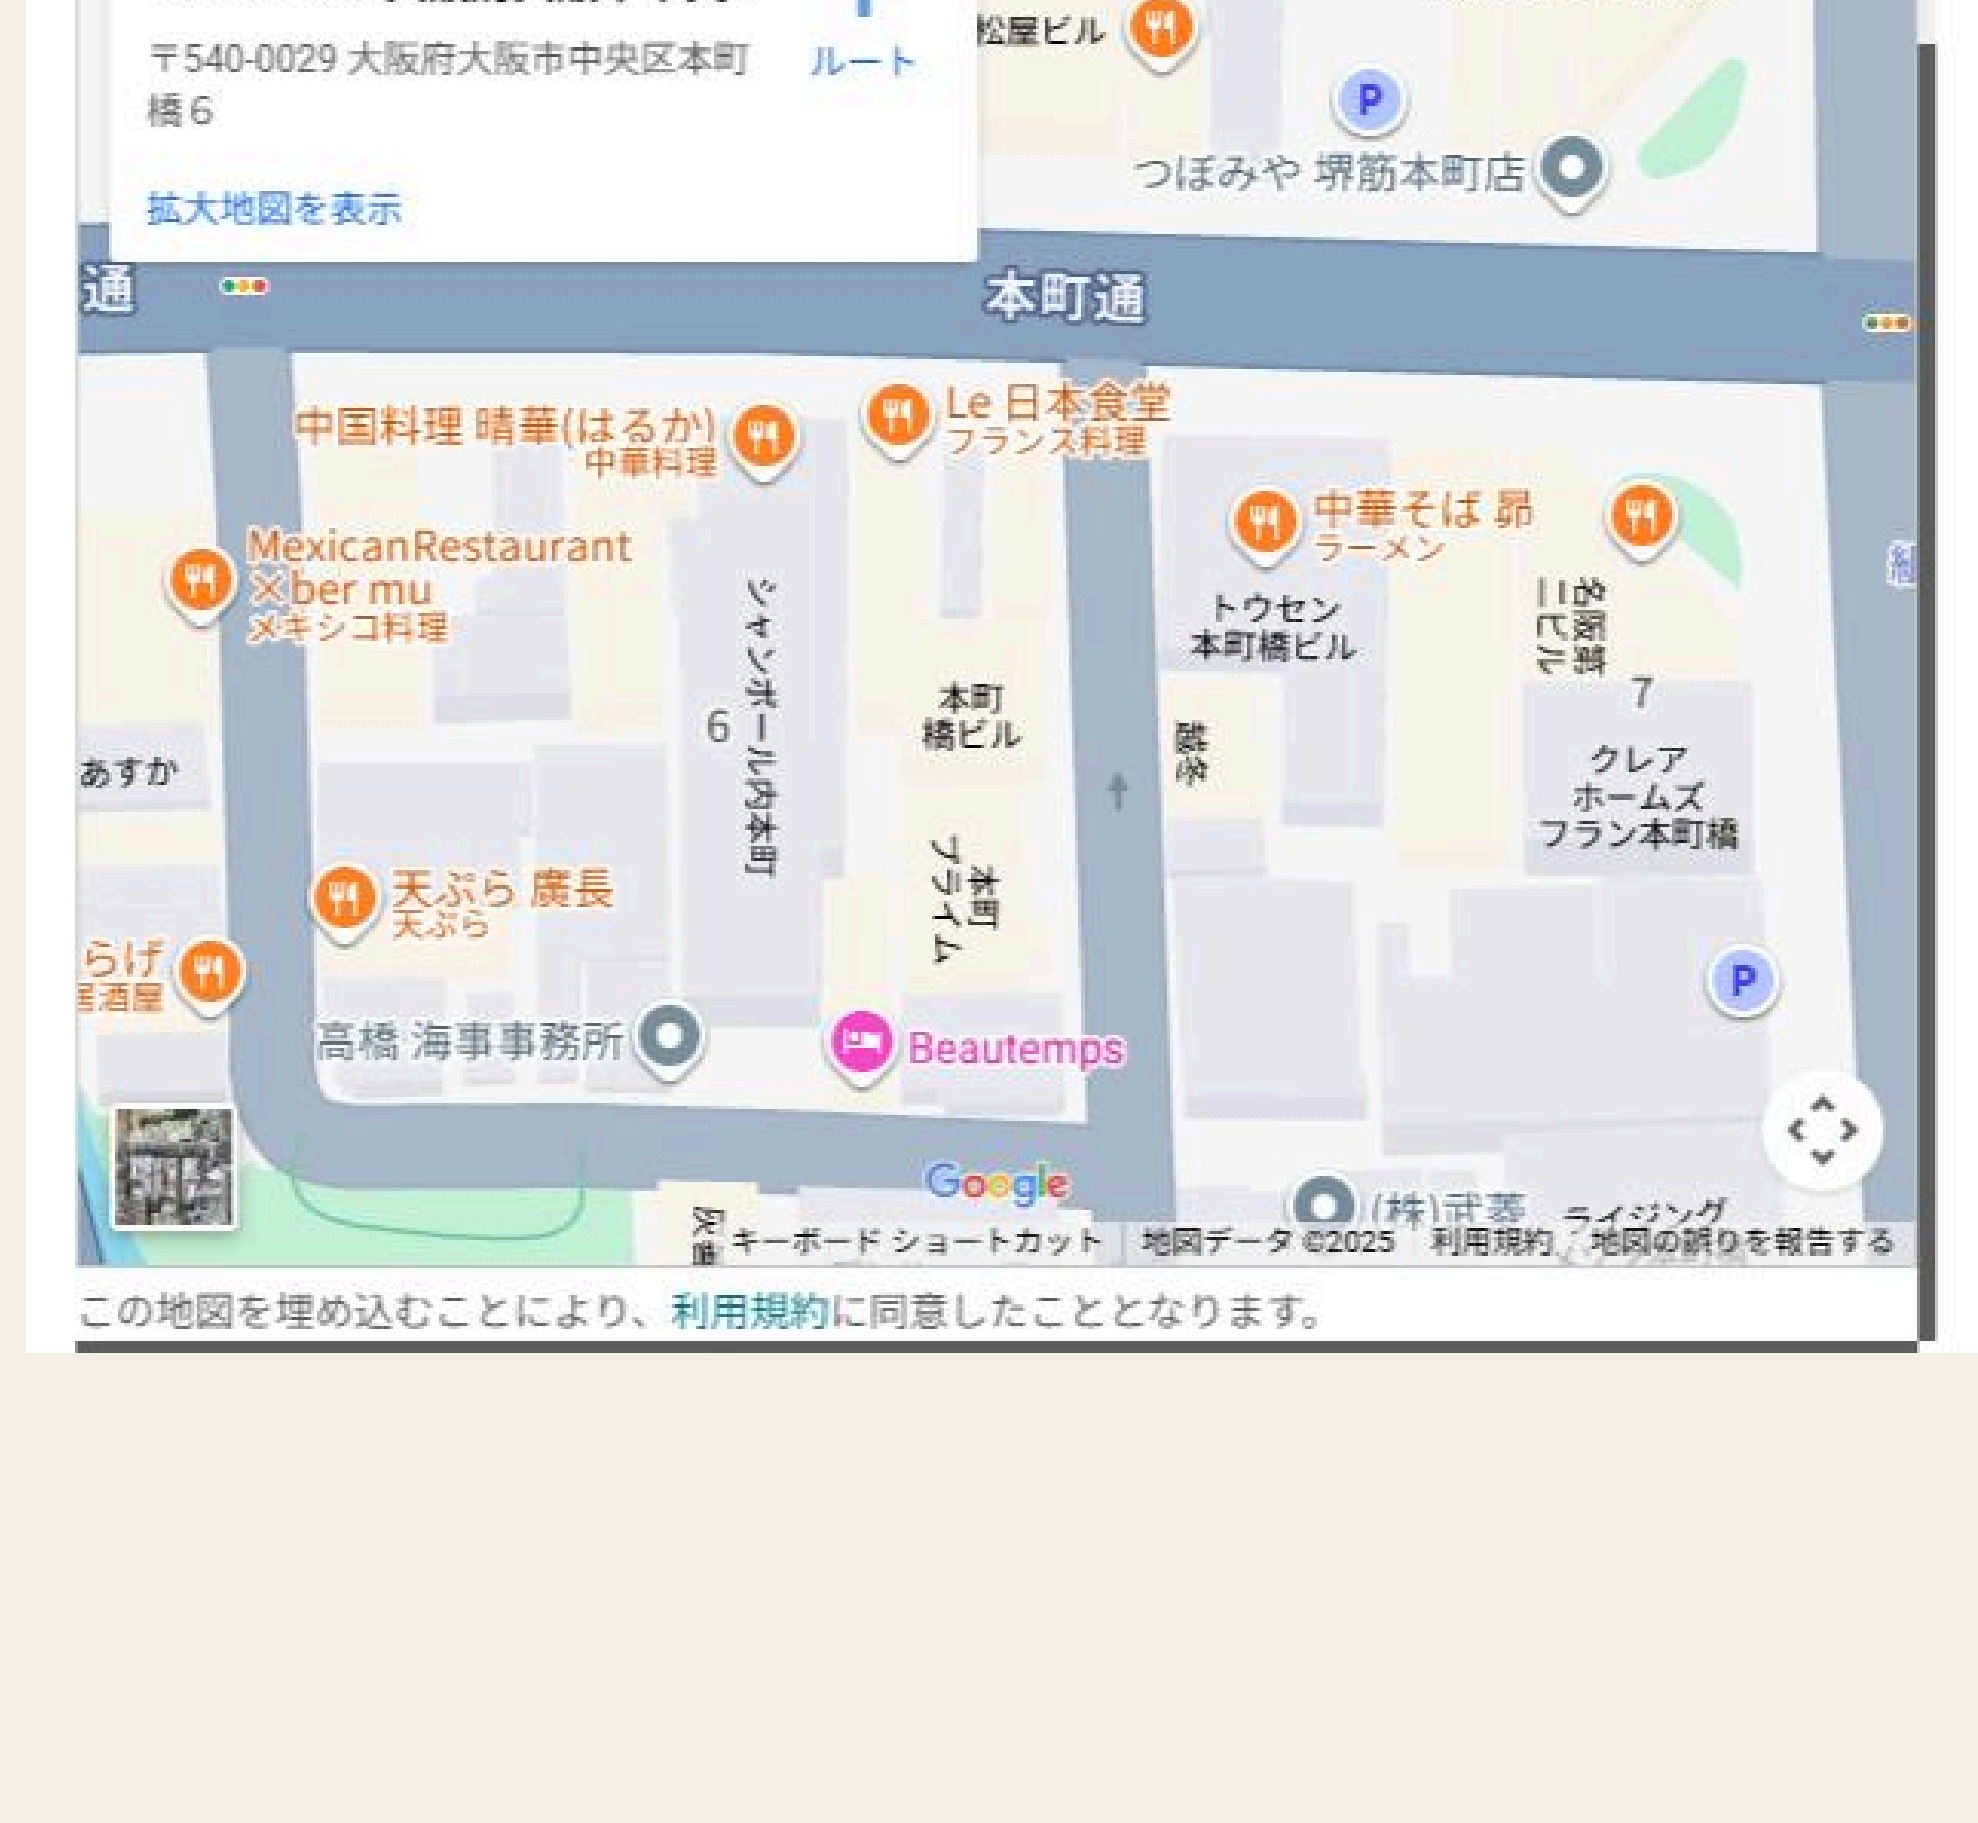 〒540-0029 大阪府大阪市中央区本町
橋6
ルート
拡大地図を表示
松屋ビル
P
つぼみや 堺筋本町店
通
本町通
中国料理 晴華(はるか)
中華料理
Le 日本食堂
フランス料理
MexicanRestaurant
×ber mu
メキシコ料理
中華そば 昴
ラーメン
トウセン
本町橋ビル
名阪第
二ビル
シャンボール内本町
6
本町
橋ビル
7
クレア
ホームズ
フラン本町橋
あすか
本町
プライム
天ぷら 廣長
天ぷら
らげ
居酒屋
P
高橋 海事事務所
Beautemps
Google
(株)武菱
ライジング
キーボード ショートカット
地図データ ©2025
利用規約
地図の誤りを報告する
この地図を埋め込むことにより、利用規約に同意したこととなります。